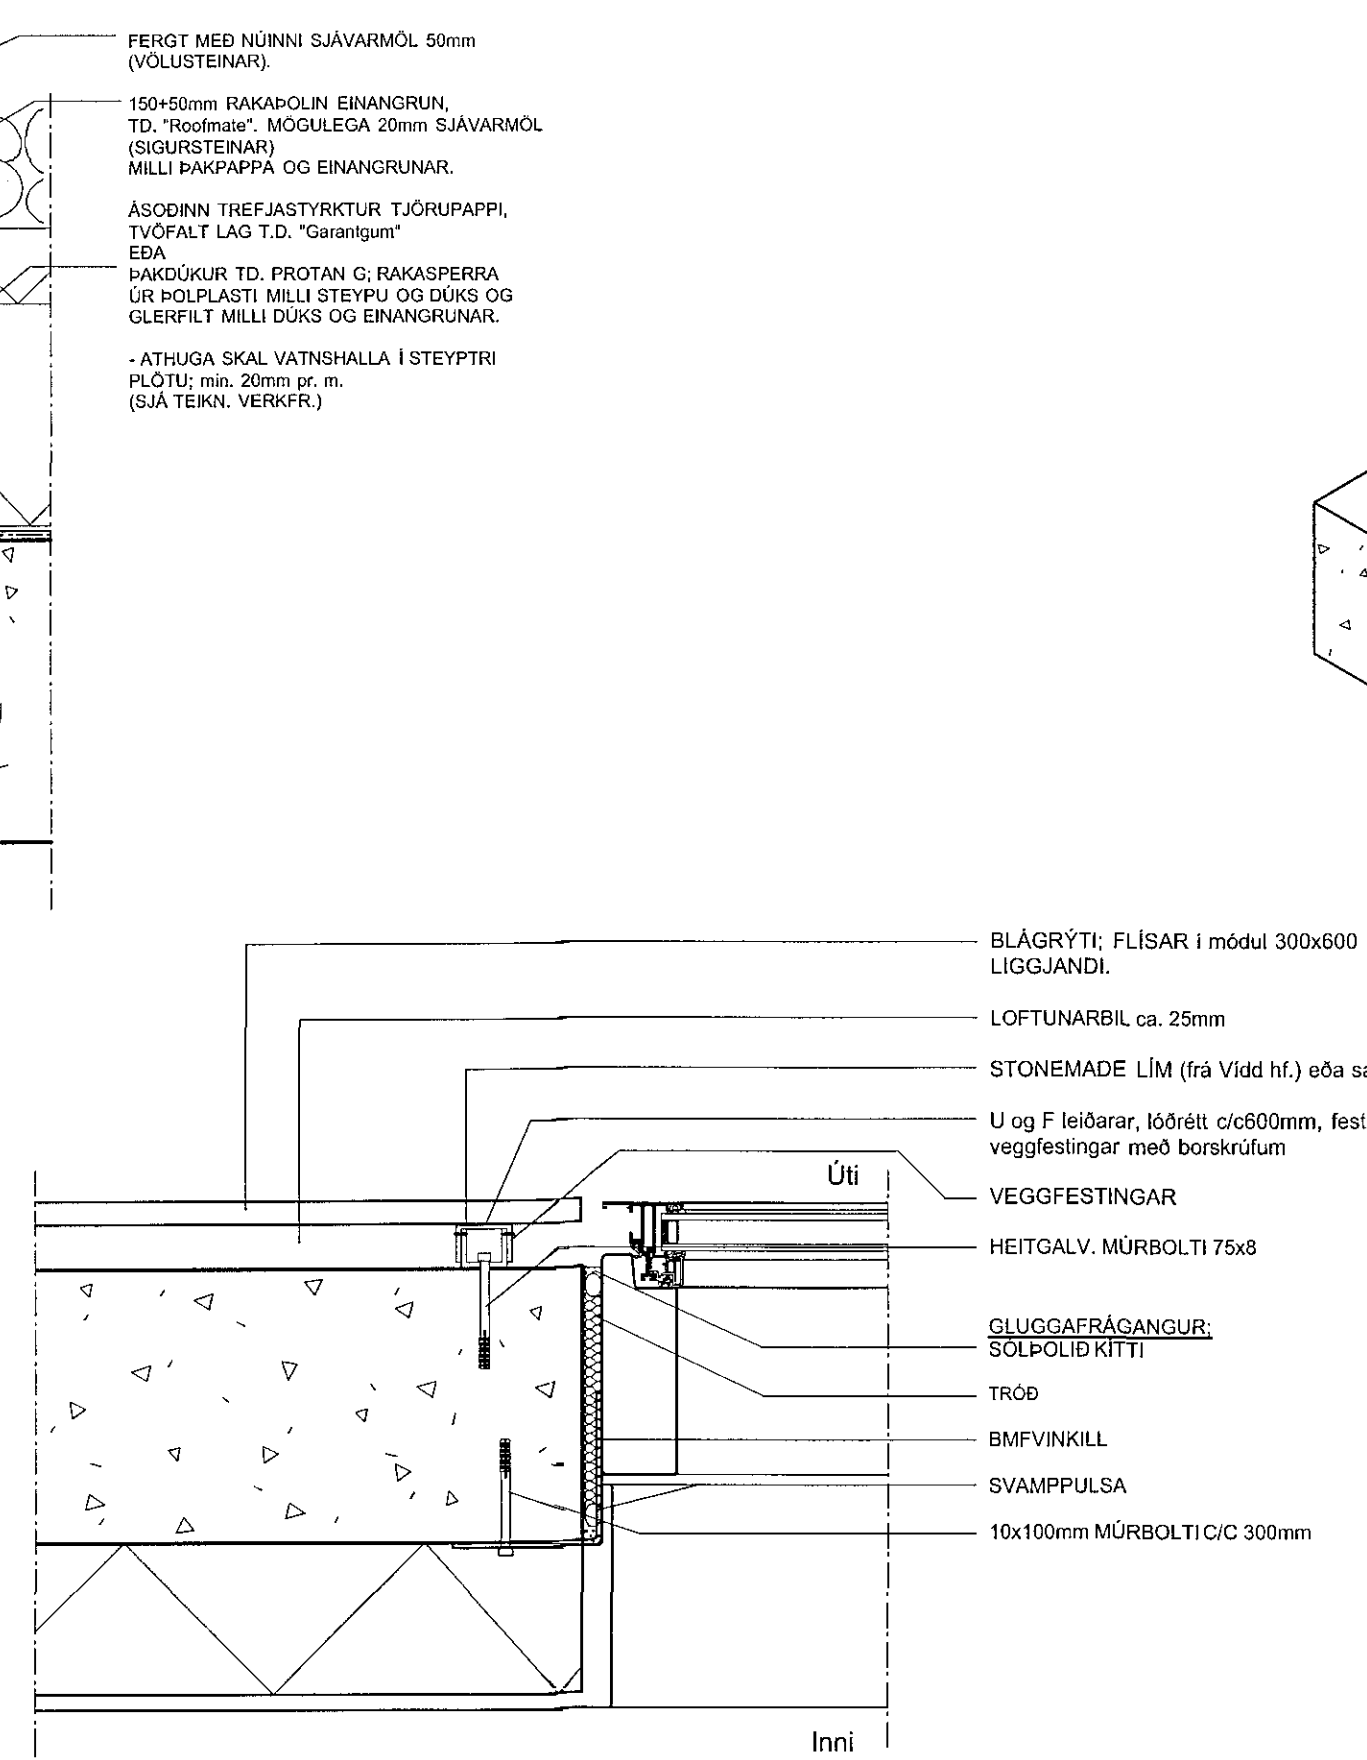 FERGT MEÐ NÚINNI SJÁVARMÖL 50mm
(VÖLUSTEINAR).
150+50mm RAKAÞOLIN EINANGRUN,
TD. "Roofmate". MÖGULEGA 20mm SJÁVARMÖL
(SIGURSTEINAR)
MILLI ÞAKPAPPA OG EINANGRUNAR.
ÁSOÐINN TREFJASTYRKTUR TJÖRUPAPPI,
TVÖFALT LAG T.D. "Garantgum"
EÐA
ÞAKDÚKUR TD. PROTAN G; RAKASPERRA
ÚR ÞOLPLASTI MILLI STEYPU OG DÚKS OG
GLERFILT MILLI DÚKS OG EINANGRUNAR.
- ATHUGA SKAL VATNSHALLA Í STEYPTRI
PLÖTU; min. 20mm pr. m.
(SJÁ TEIKN. VERKFR.)
BLÁGRÝTI; FLÍSAR í módul 300x600
LIGGJANDI.
LOFTUNARBIL ca. 25mm
STONEMADE LÍM (frá Vídd hf.) eða sa
U og F leiðarar, lóðrétt c/c600mm, fest
veggfestingar með borskrúfum
Úti
VEGGFESTINGAR
HEITGALV. MÚRBOLTI 75x8
GLUGGAFRÁGANGUR;
SÓLÞOLIÐ KÍTTI
TRÓÐ
BMFVINKILL
SVAMPPULSA
10x100mm MÚRBOLTI C/C 300mm
Inni